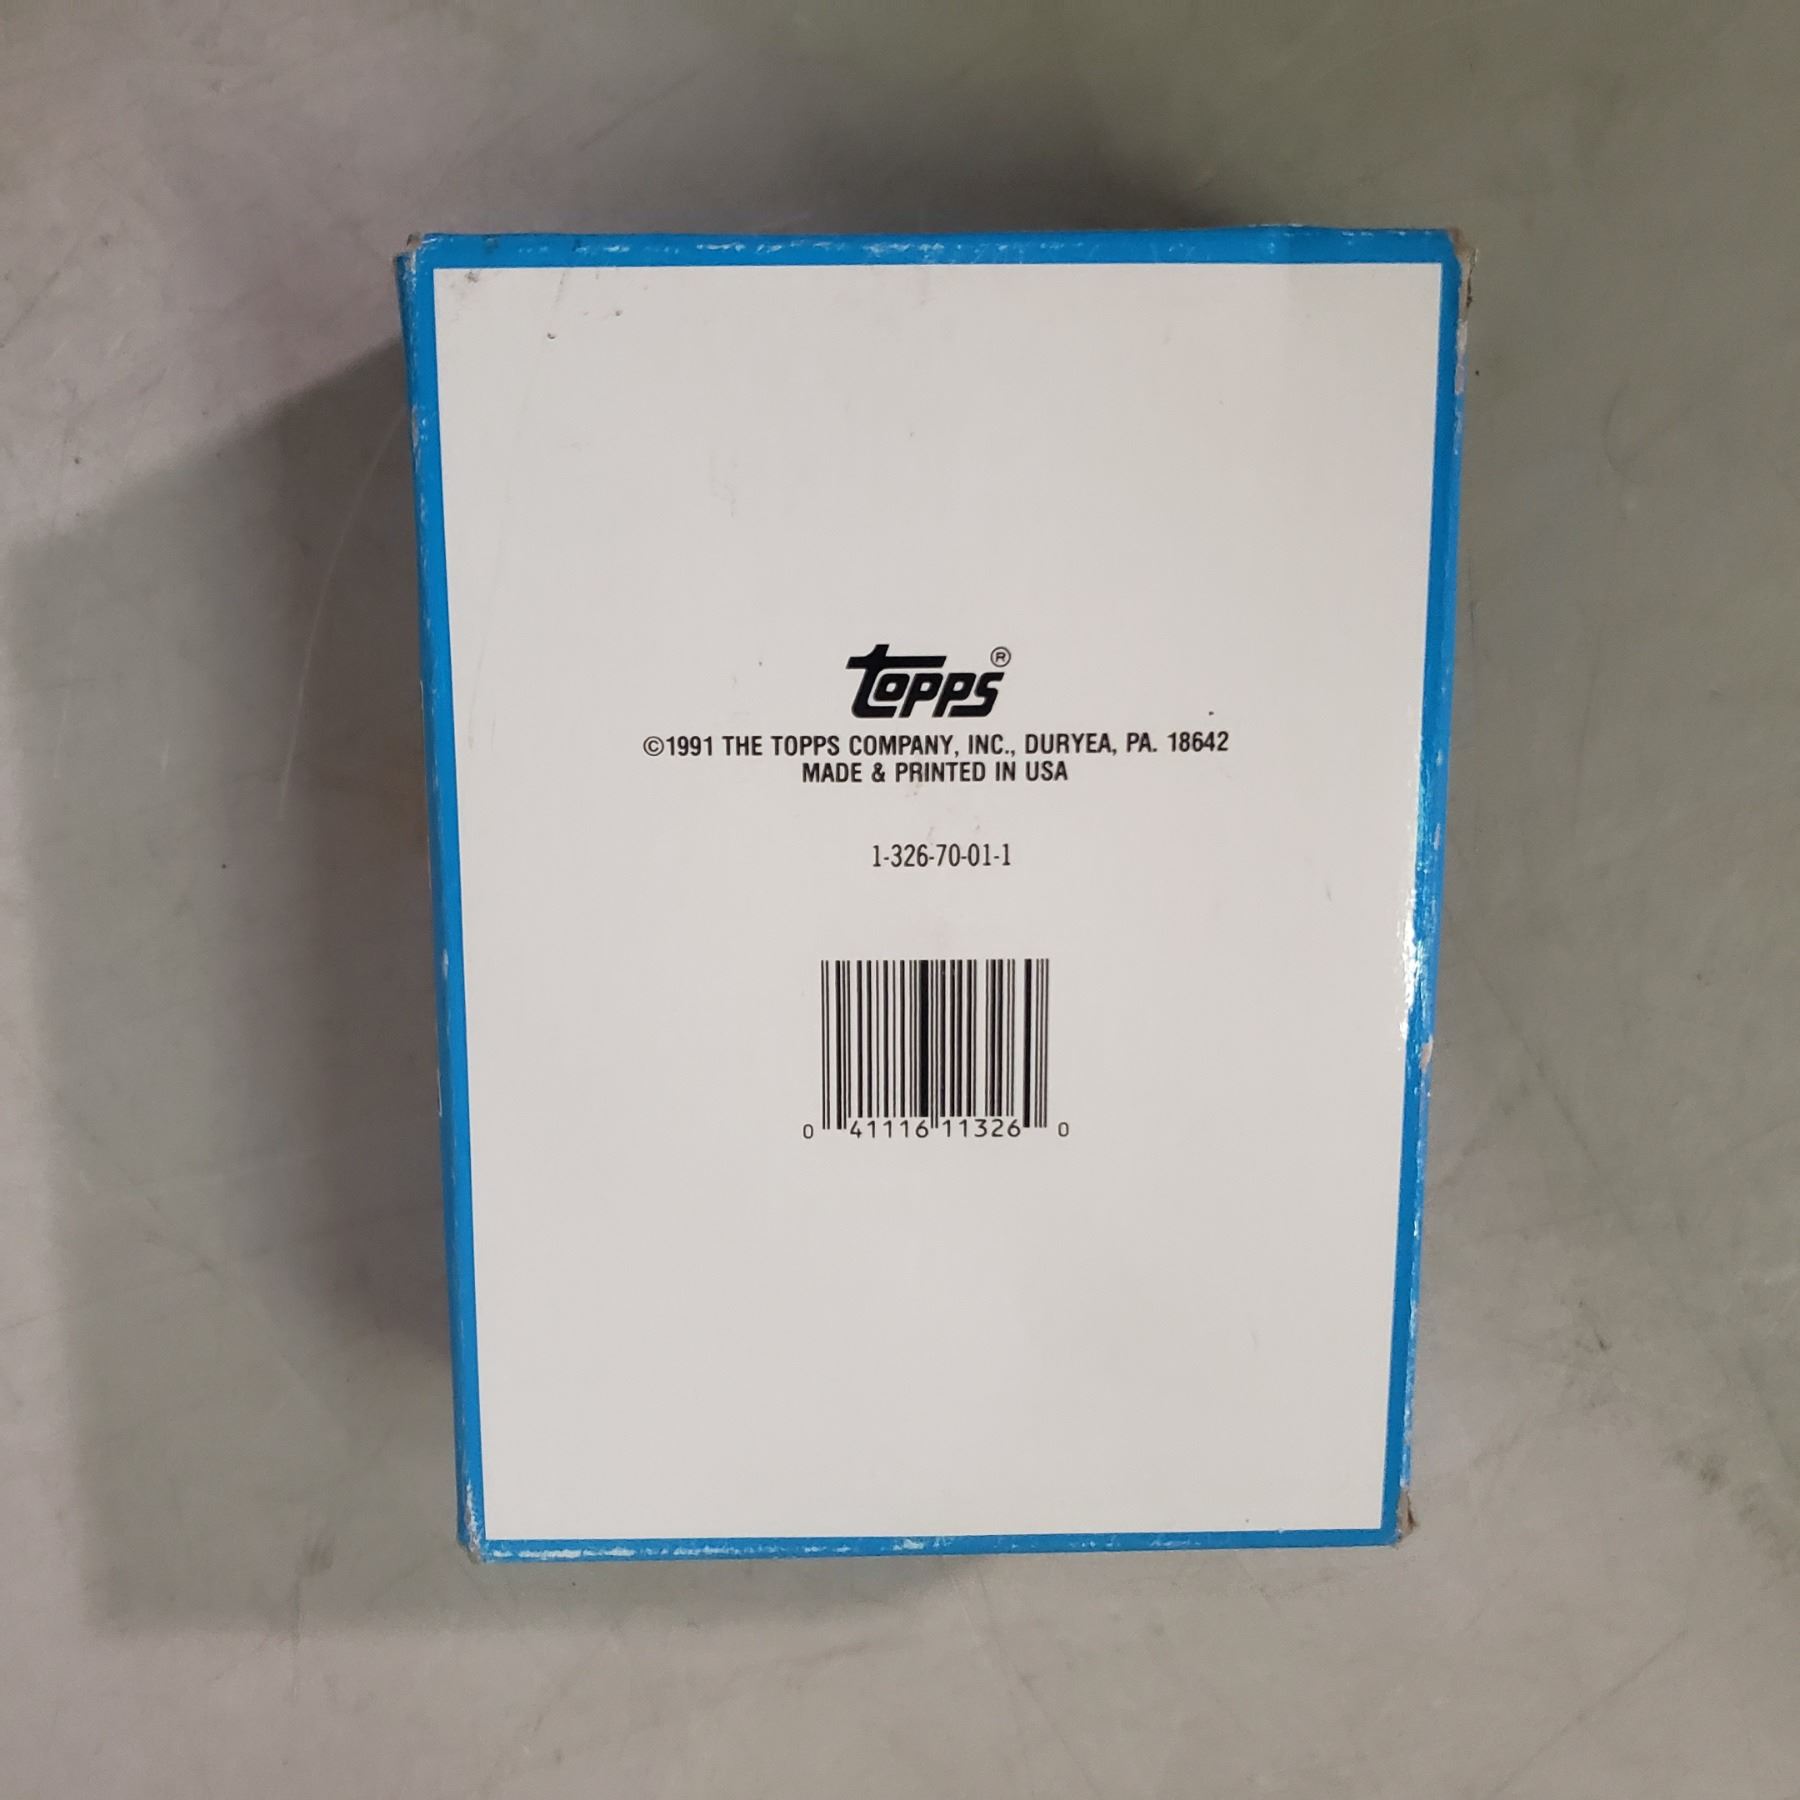 topps®
©1991 THE TOPPS COMPANY, INC., DURYEA, PA. 18642
MADE & PRINTED IN USA
1-326-70-01-1
0 41116 11326 0